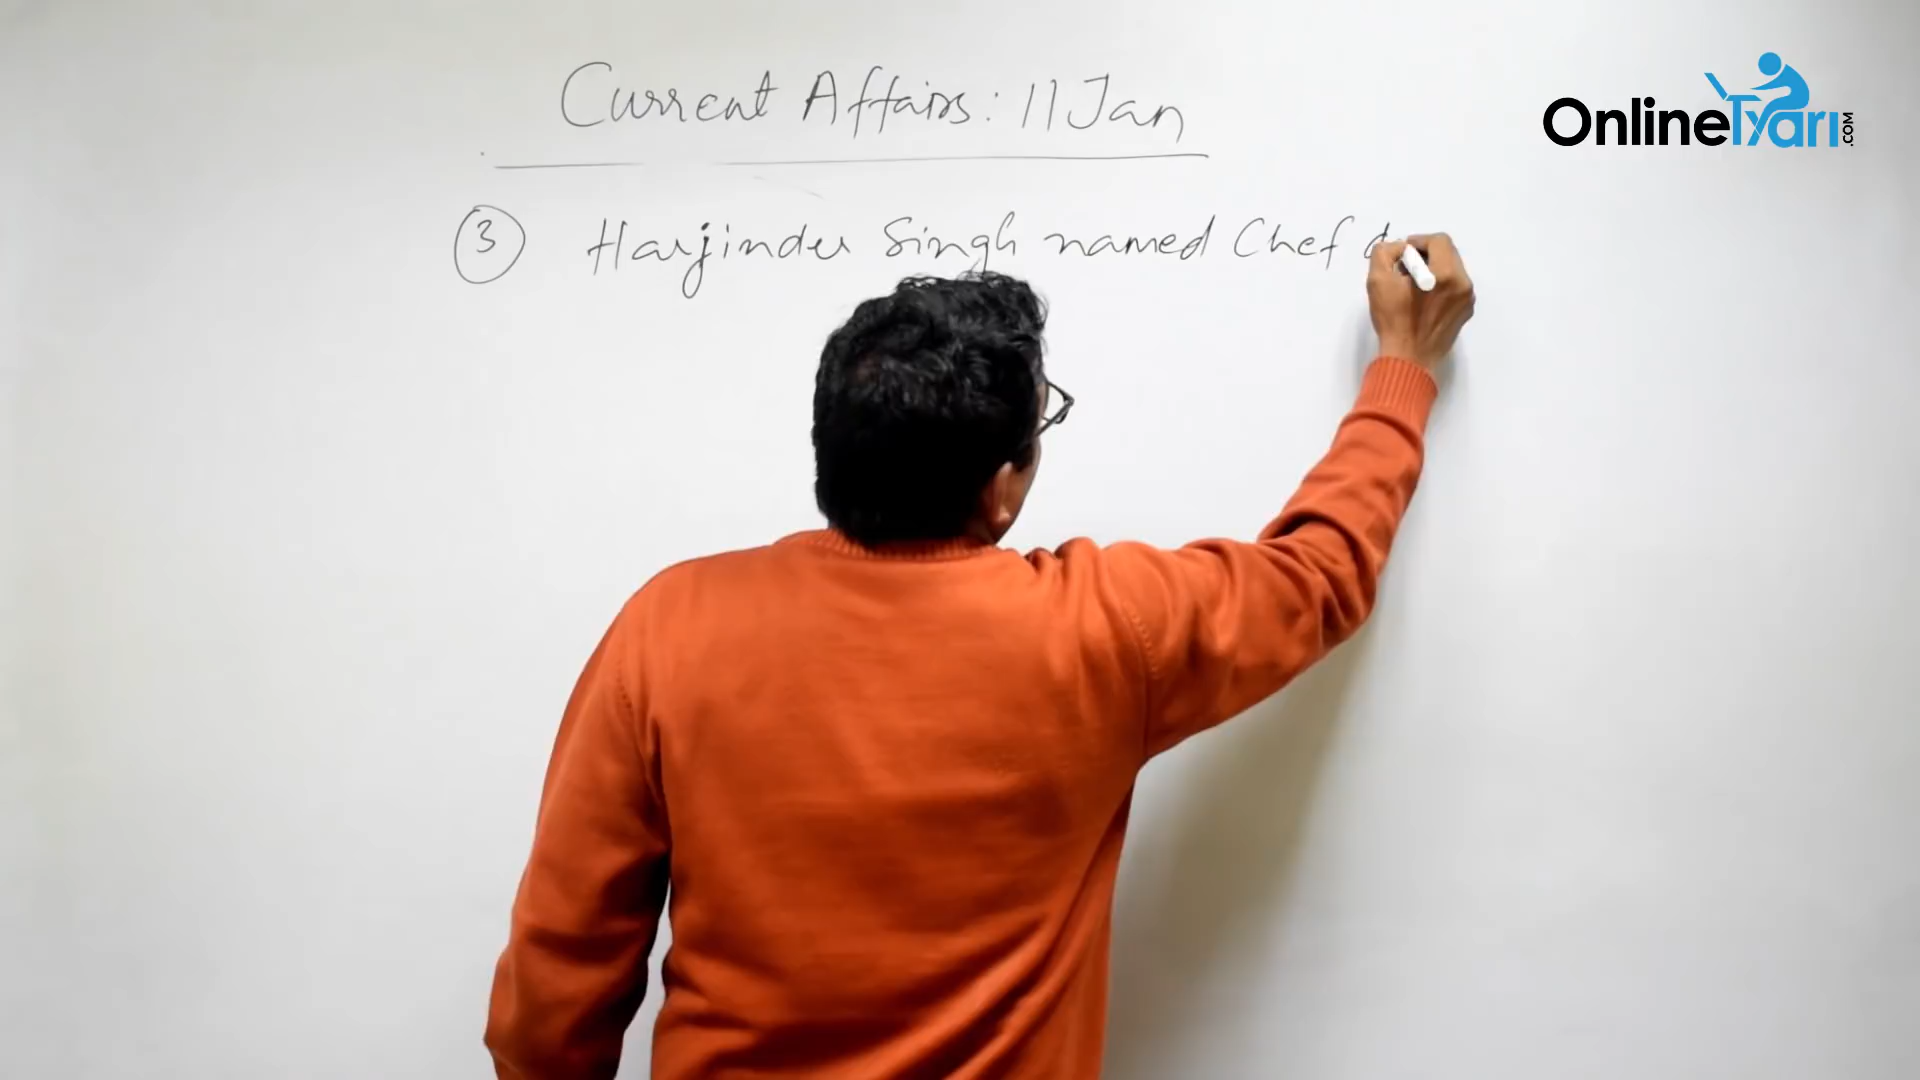 Current Affairs: 11 Jan
OnlineTyari.COM
3 Harjinder Singh named Chef